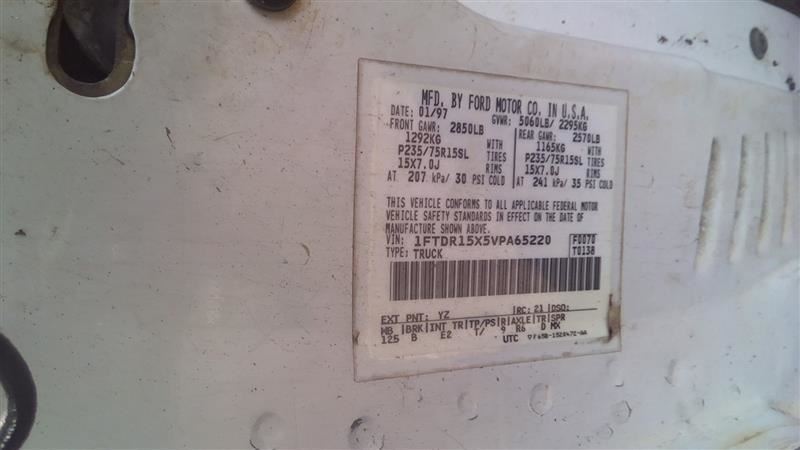 MFD. BY FORD MOTOR CO. IN U.S.A.
DATE: 01/97 GVWR: 5060LB/ 2295KG
FRONT GAWR: 2850LB REAR GAWR: 2570LB
1292KG WITH 1165KG WITH
P235/75R15SL TIRES P235/75R15SL TIRES
15X7.0J RIMS 15X7.0J RIMS
AT 207 kPa/ 30 PSI COLD AT 241 kPa/ 35 PSI COLD
THIS VEHICLE CONFORMS TO ALL APPLICABLE FEDERAL MOTOR
VEHICLE SAFETY STANDARDS IN EFFECT ON THE DATE OF
MANUFACTURE SHOWN ABOVE.
VIN: 1FTDR15X5VPA65220 F0070
TYPE: TRUCK T0138
EXT PNT: YZ RC: 21 DSO:
WB BRK INT TR TP/PS R AXLE TR SPR
125 B E2 T/ 9 R6 D MX
UTC